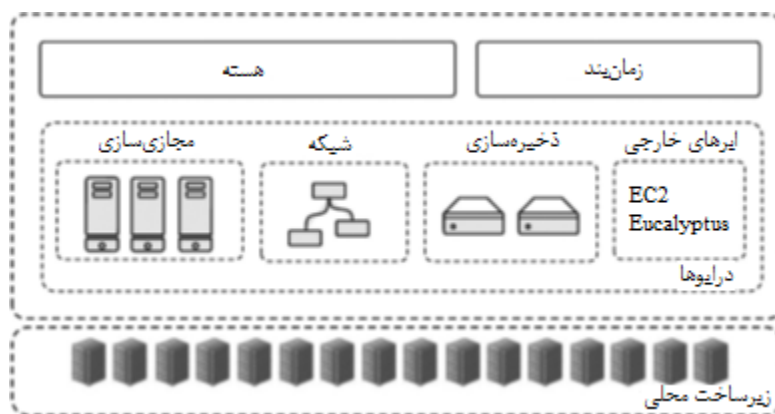 هسته
زمان‌بند
مجازی‌سازی
شبکه
ذخیره‌سازی
ابرهای خارجی
EC2
Eucalyptus
درایوها
زیرساخت محلی